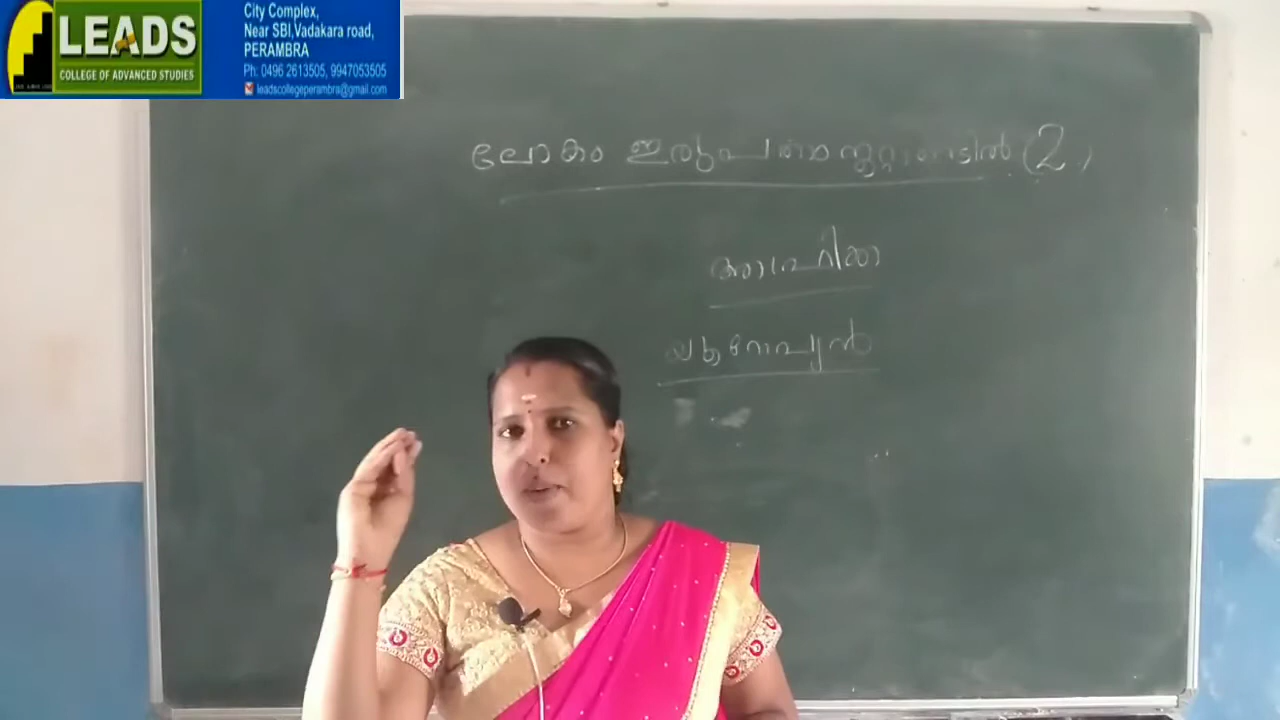 LEADS
COLLEGE OF ADVANCED STUDIES
City Complex,
Near SBI,Vadakara road,
PERAMBRA
Ph: 0496 2613505, 9947053505
leadscollegeperambra@gmail.com
ലോകം ഇരുപതാം നൂറ്റാണ്ടിൽ (2)
ആഫ്രിക്ക
യൂറോപ്യൻ